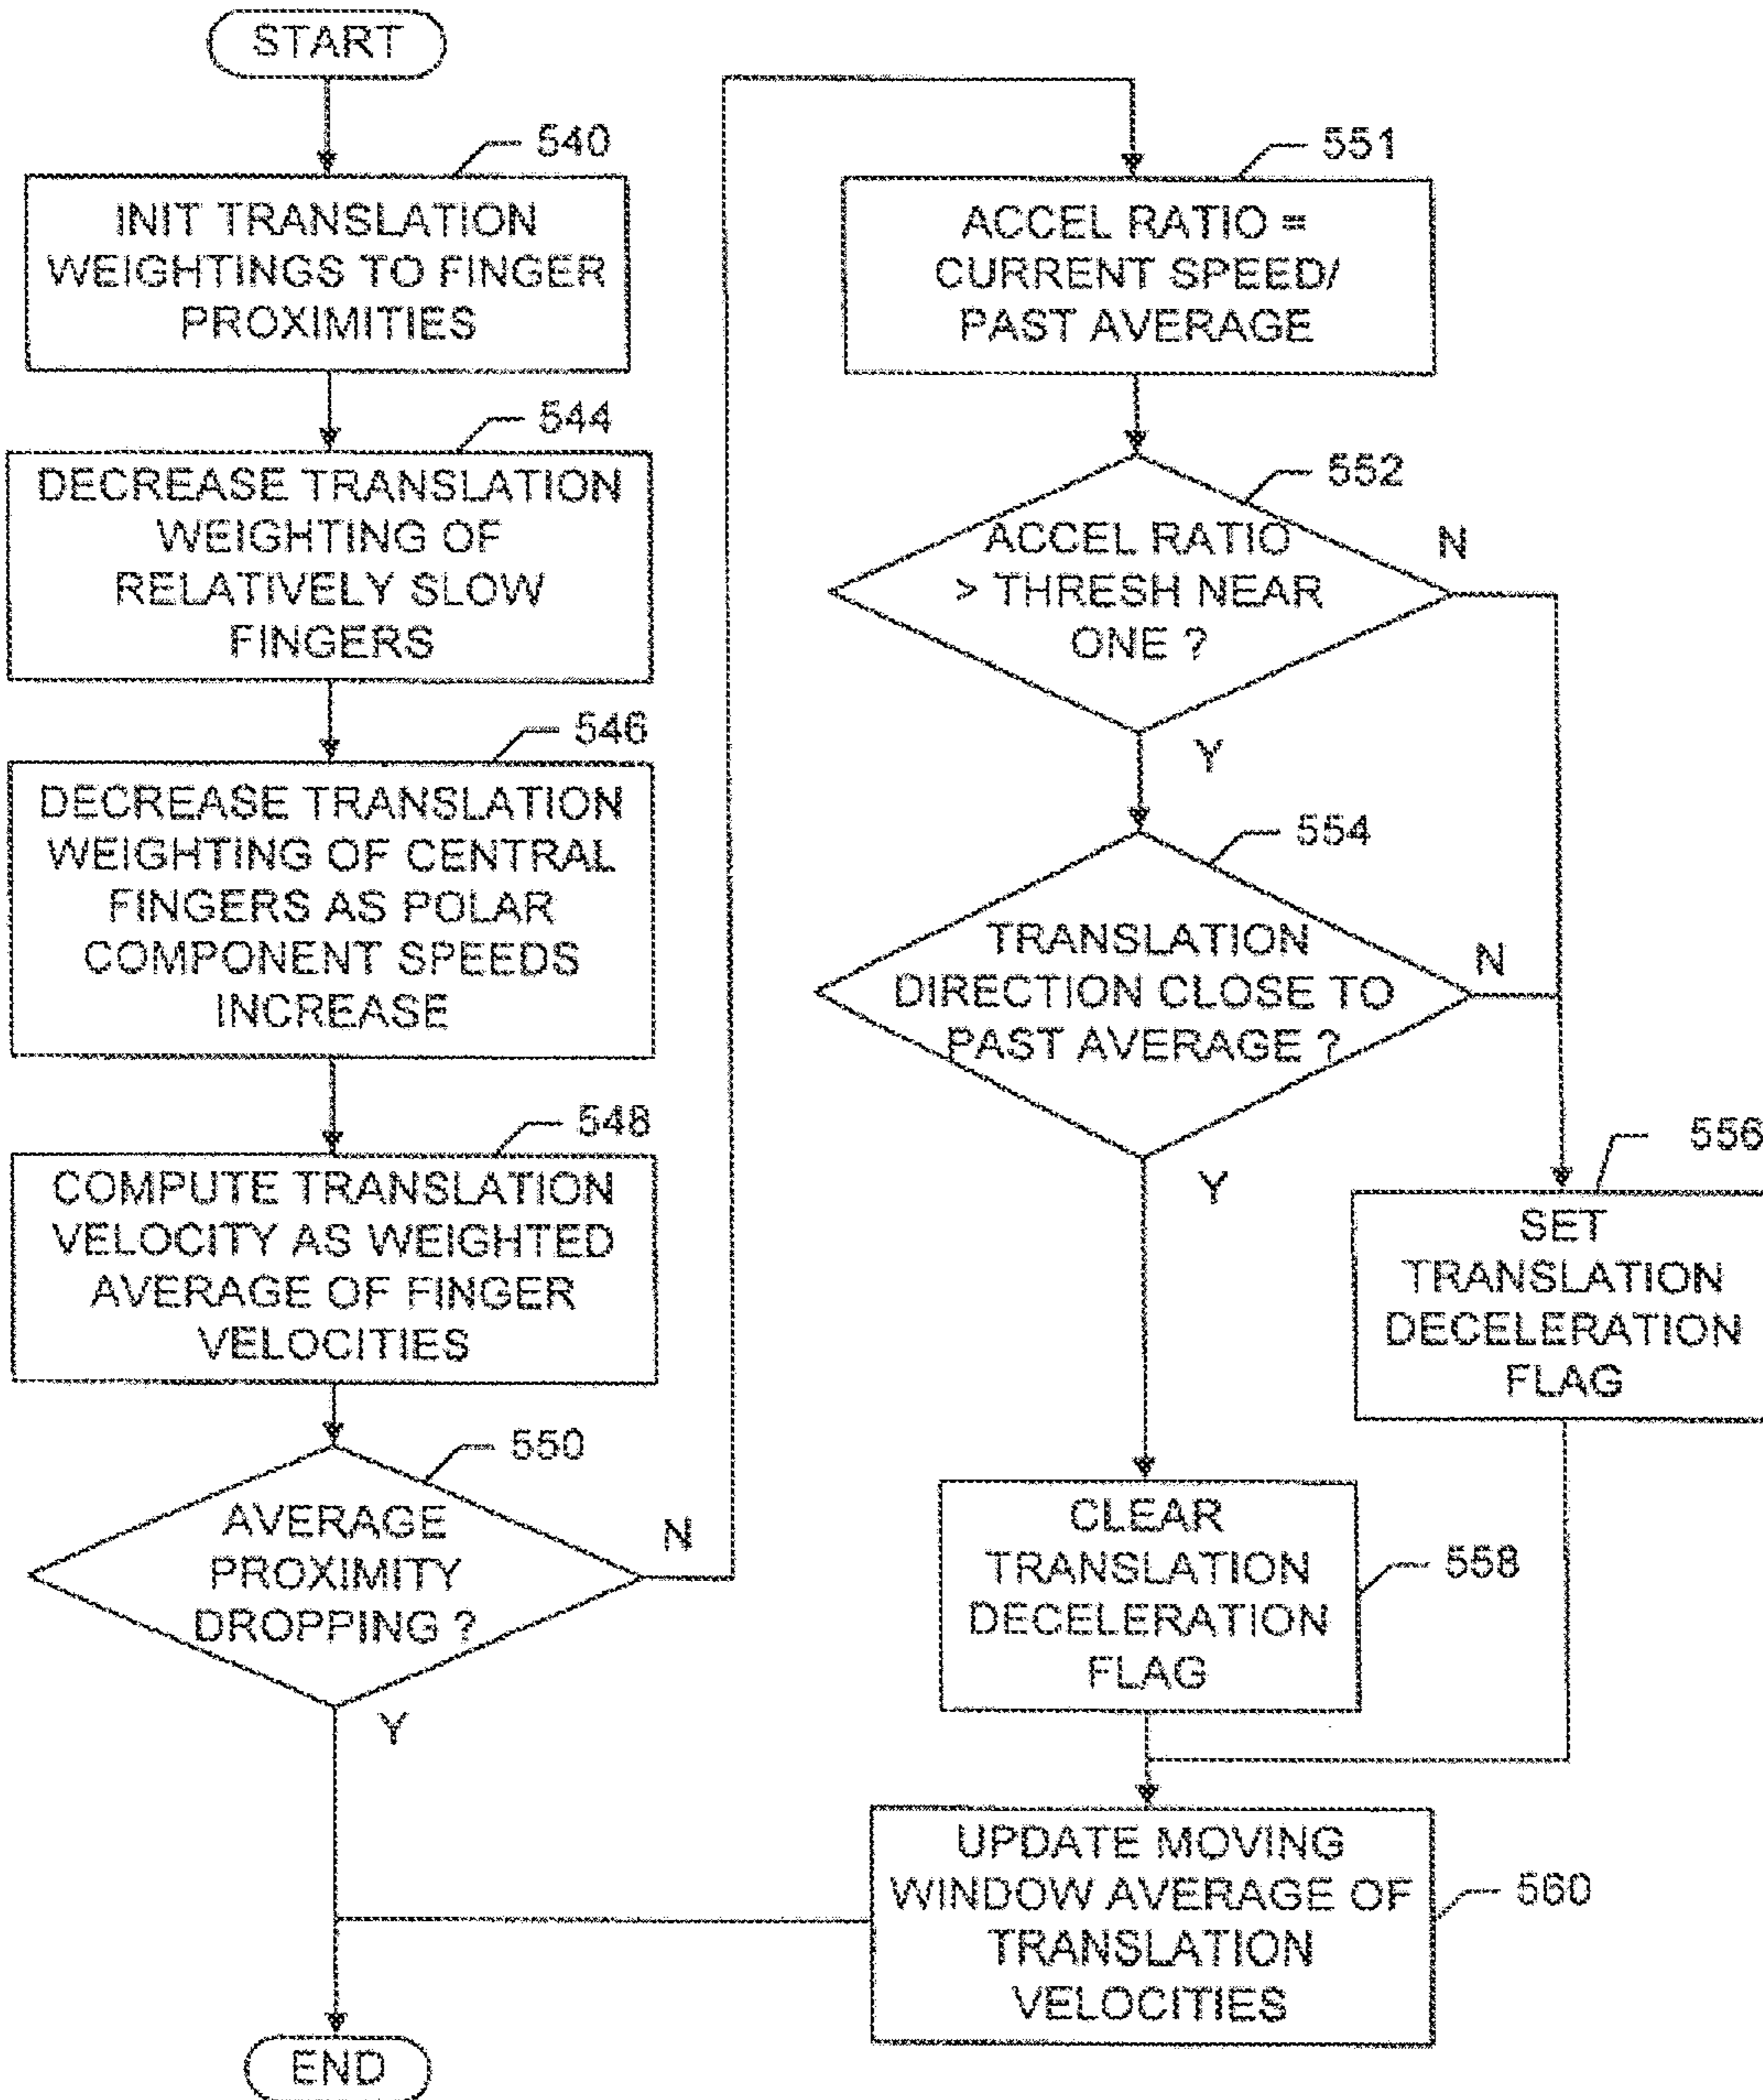 START
540
INIT TRANSLATION
WEIGHTINGS TO FINGER
PROXIMITIES
544
DECREASE TRANSLATION
WEIGHTING OF
RELATIVELY SLOW
FINGERS
546
DECREASE TRANSLATION
WEIGHTING OF CENTRAL
FINGERS AS POLAR
COMPONENT SPEEDS
INCREASE
548
COMPUTE TRANSLATION
VELOCITY AS WEIGHTED
AVERAGE OF FINGER
VELOCITIES
550
AVERAGE
PROXIMITY
DROPPING ?
N
Y
END
551
ACCEL RATIO =
CURRENT SPEED/
PAST AVERAGE
552
ACCEL RATIO
> THRESH NEAR
ONE ?
N
Y
554
TRANSLATION
DIRECTION CLOSE TO
PAST AVERAGE ?
N
Y
556
SET
TRANSLATION
DECELERATION
FLAG
558
CLEAR
TRANSLATION
DECELERATION
FLAG
560
UPDATE MOVING
WINDOW AVERAGE OF
TRANSLATION
VELOCITIES